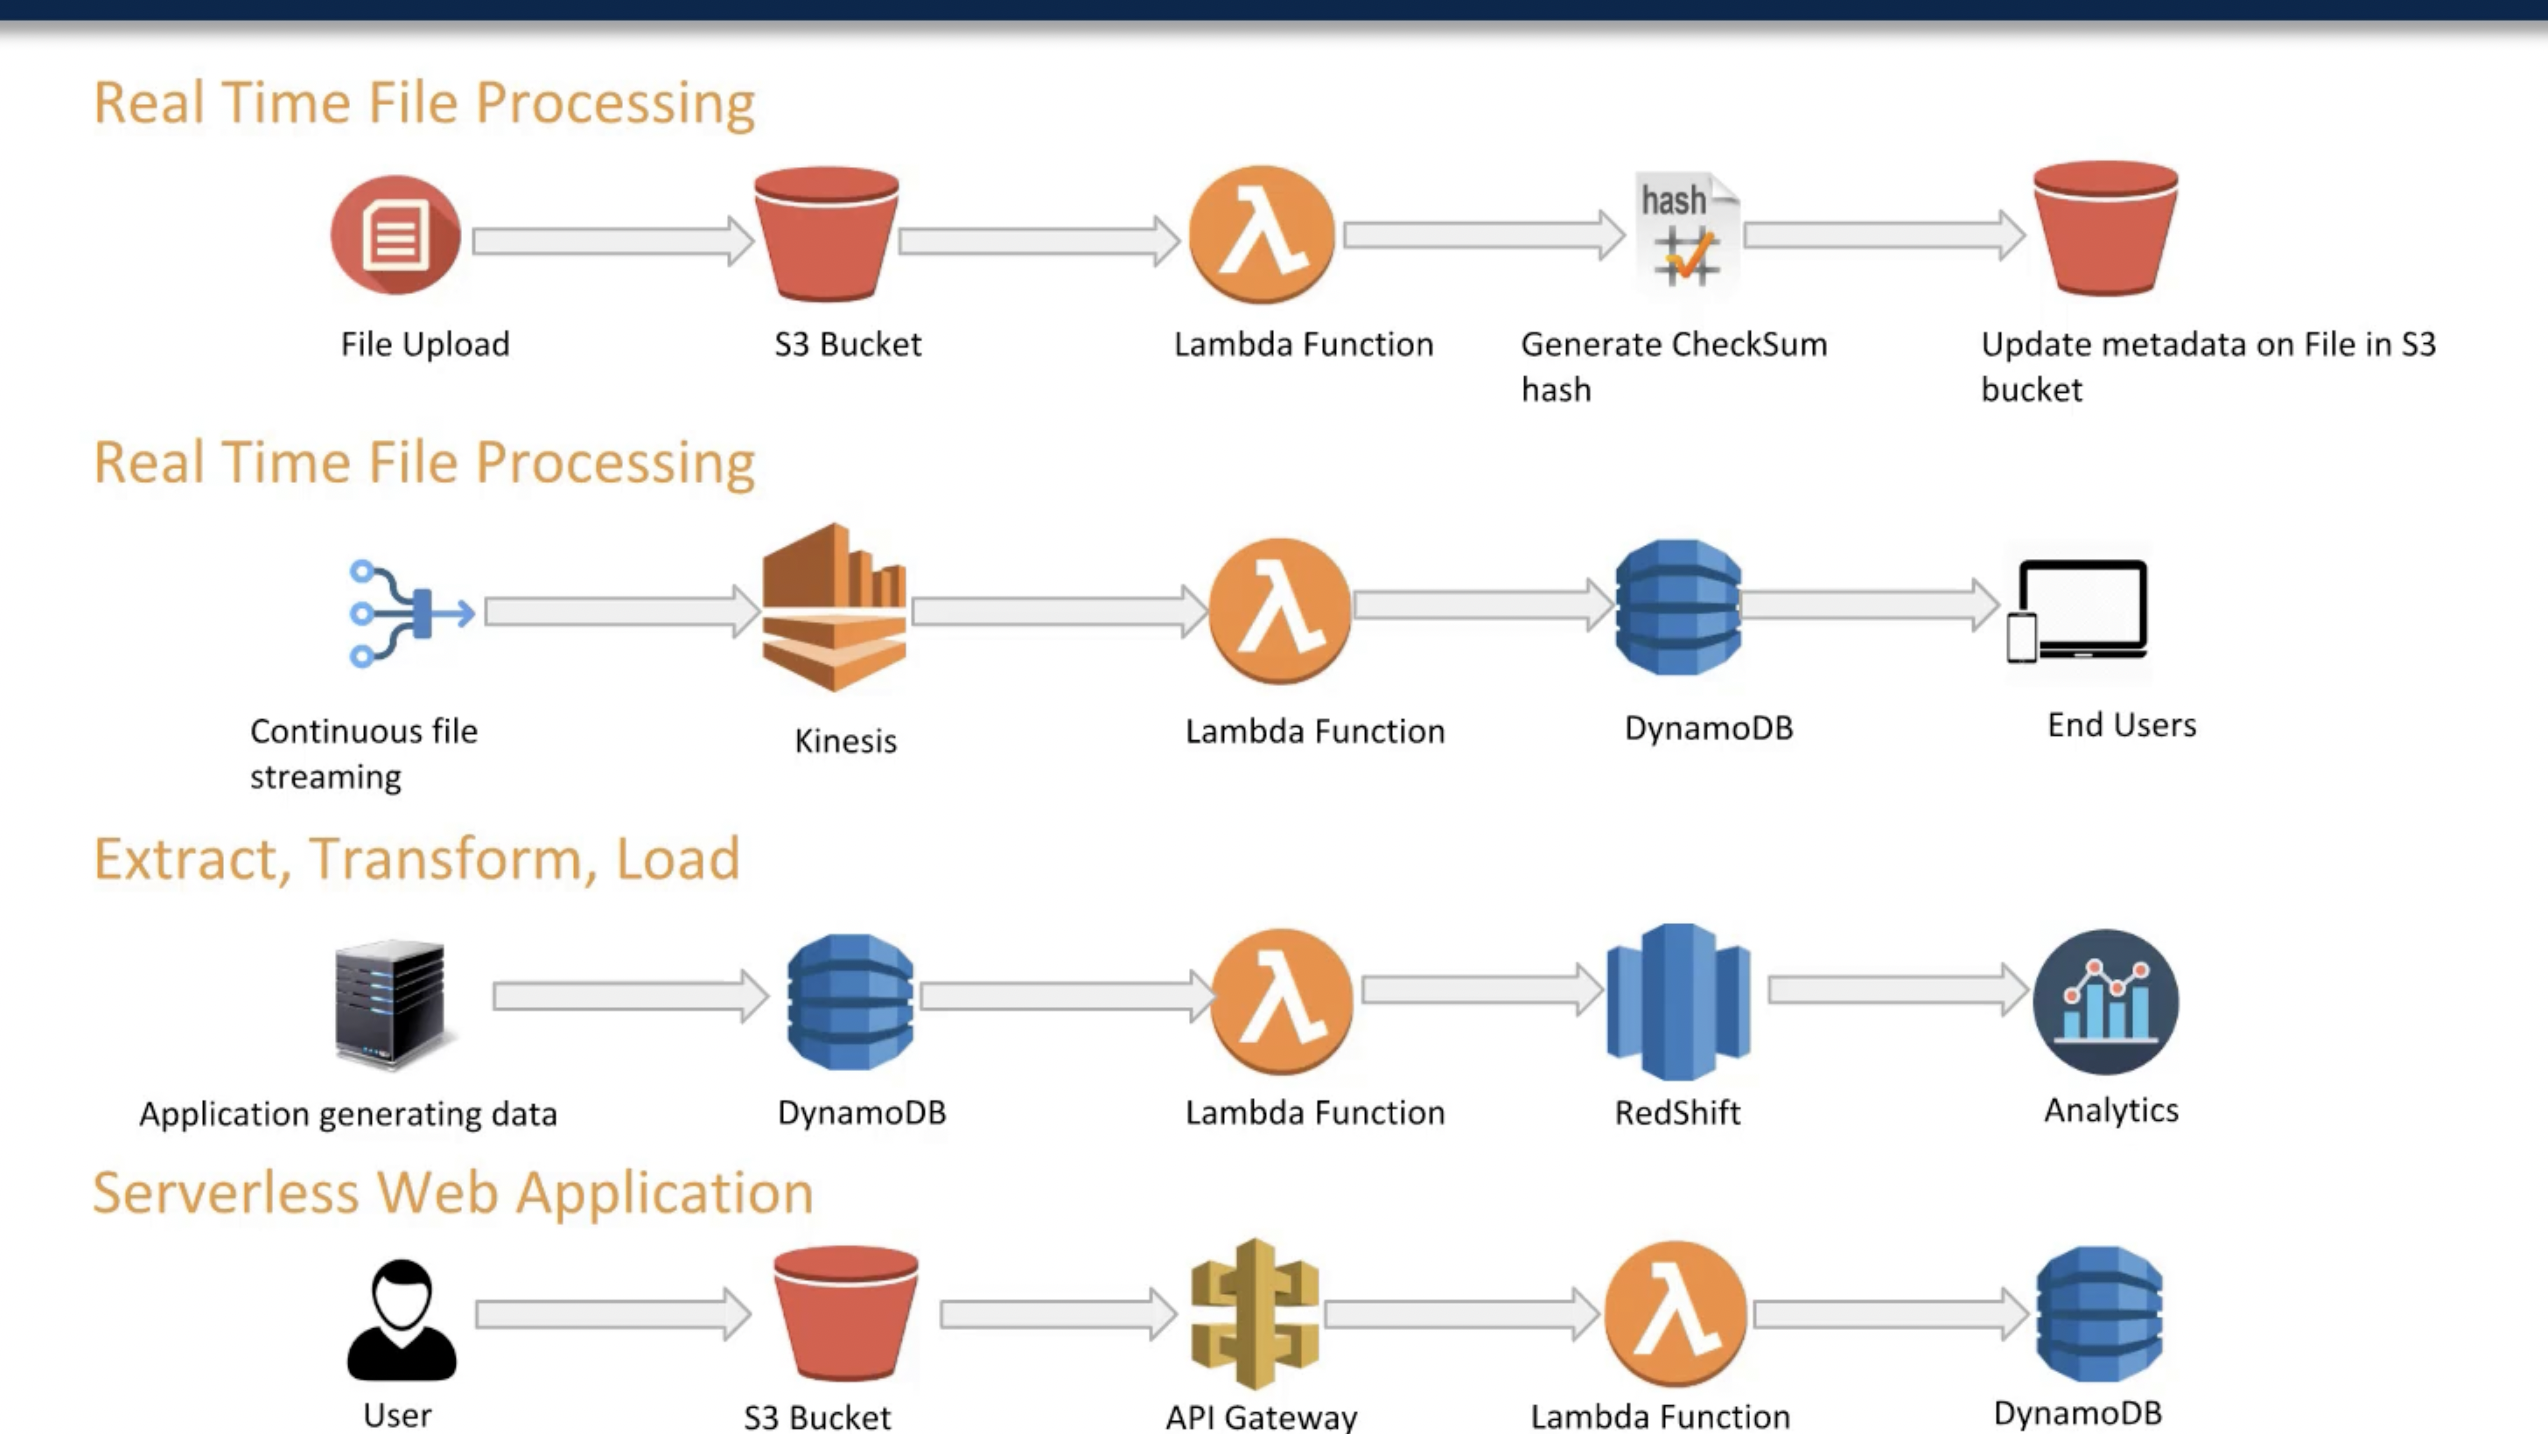 Real Time File Processing
hash
File Upload
S3 Bucket
Lambda Function
Generate CheckSum
hash
Update metadata on File in S3
bucket
Real Time File Processing
Continuous file
streaming
Kinesis
Lambda Function
DynamoDB
End Users
Extract, Transform, Load
Application generating data
DynamoDB
Lambda Function
RedShift
Analytics
Serverless Web Application
User
S3 Bucket
API Gateway
Lambda Function
DynamoDB